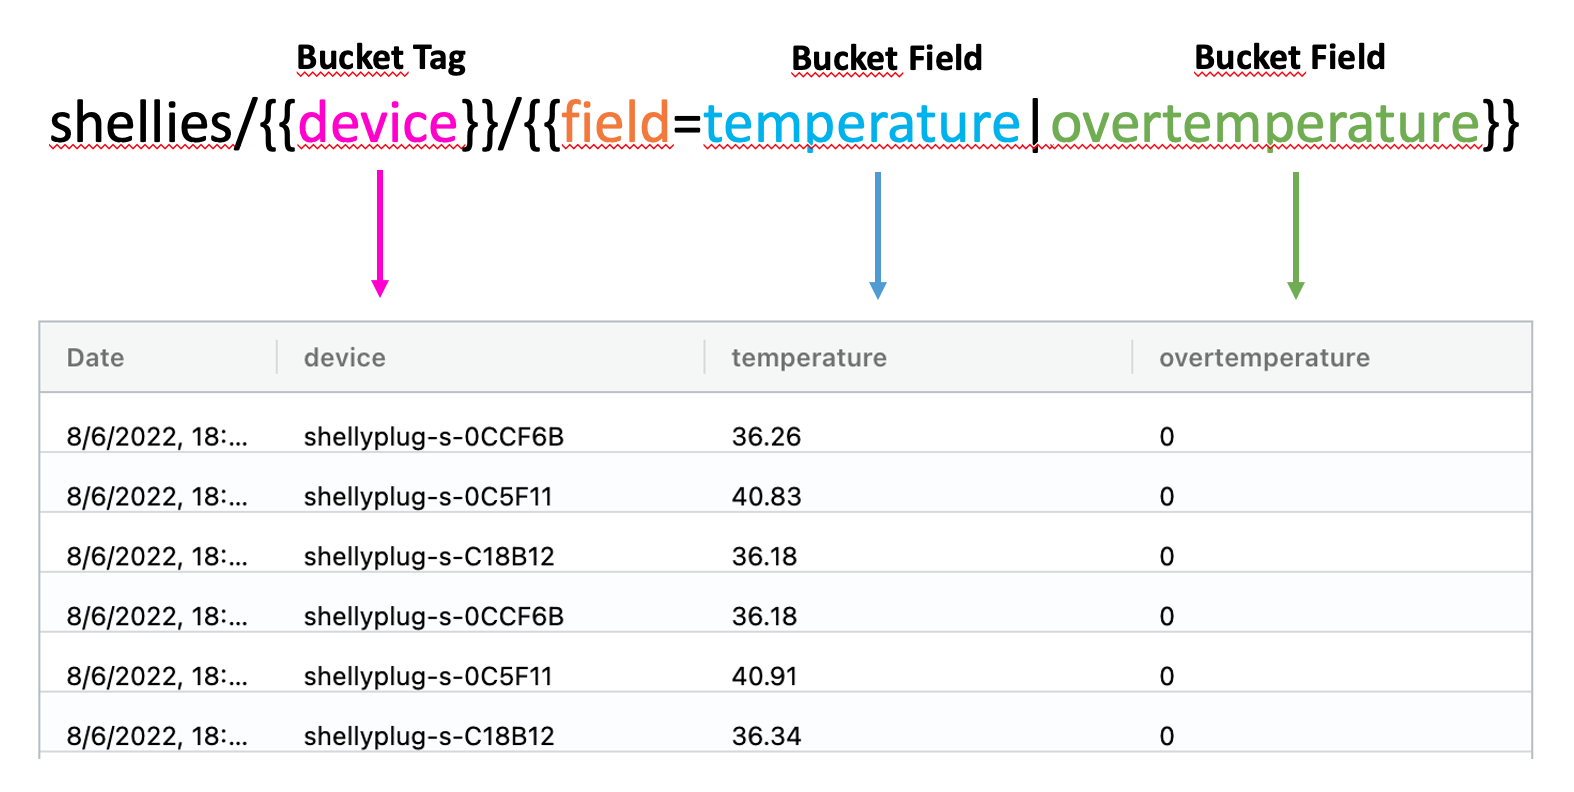 Bucket Tag Bucket Field Bucket Field
shellies/{{device}}/{{field=temperature|overtemperature}}
Date device temperature overtemperature
8/6/2022, 18:... shellyplug-s-0CCF6B 36.26 0
8/6/2022, 18:... shellyplug-s-0C5F11 40.83 0
8/6/2022, 18:... shellyplug-s-C18B12 36.18 0
8/6/2022, 18:... shellyplug-s-0CCF6B 36.18 0
8/6/2022, 18:... shellyplug-s-0C5F11 40.91 0
8/6/2022, 18:... shellyplug-s-C18B12 36.34 0